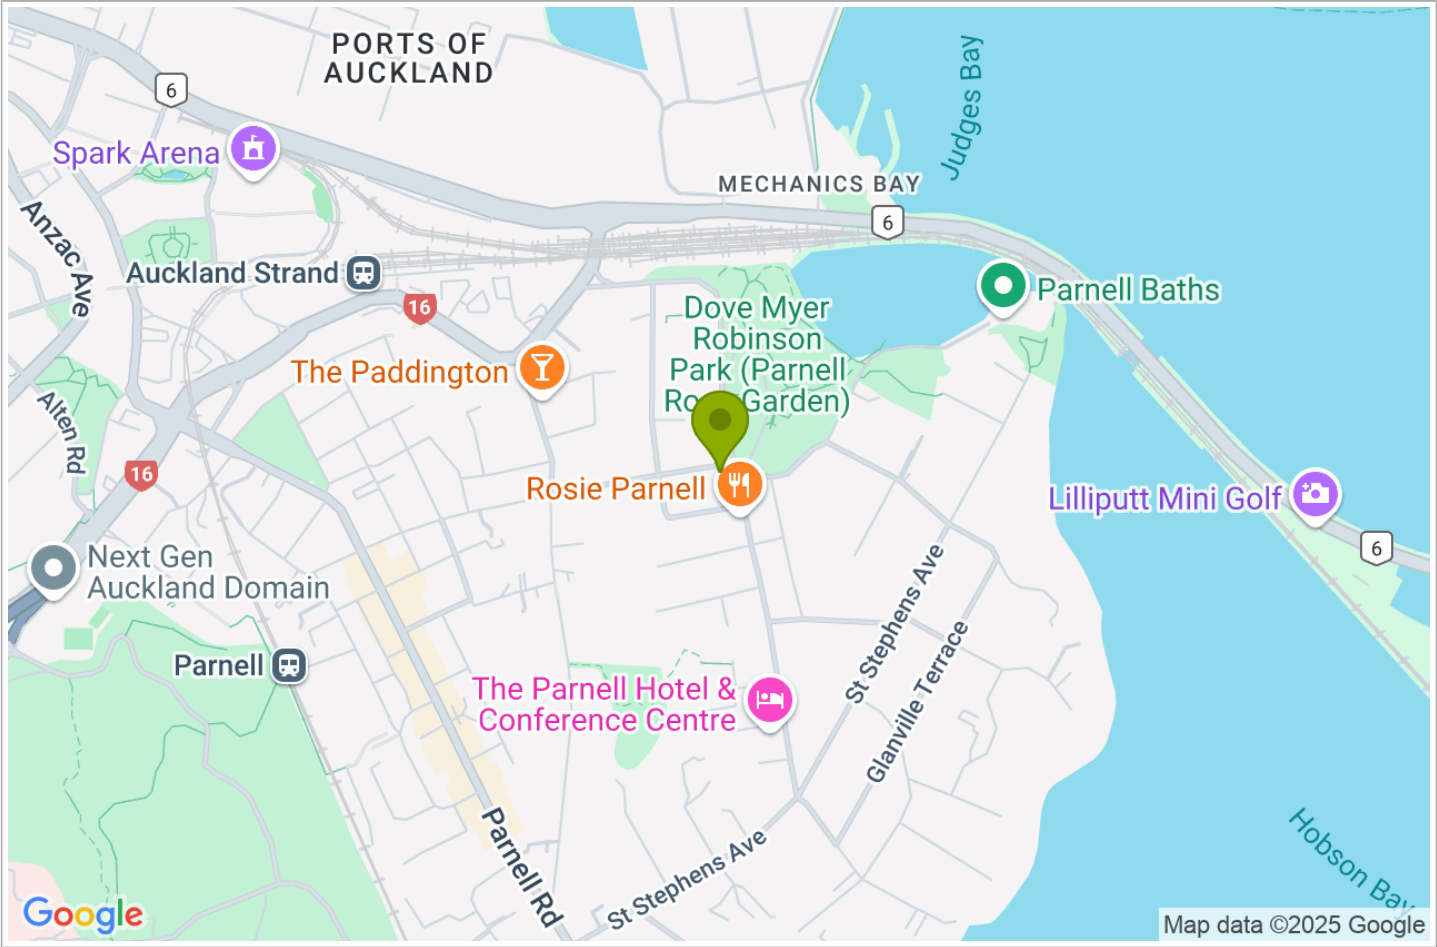 PORTS OF
AUCKLAND
6
Judges Bay
Spark Arena
MECHANICS BAY
6
Anzac Ave
Auckland Strand
16
Parnell Baths
Dove Myer
Robinson
Park (Parnell
Garden)
The Paddington
Alten Rd
16
Rosie Parnell
Lilliputt Mini Golf
6
Next Gen
Auckland Domain
St Stephens Ave
Glanville Terrace
Parnell
The Parnell Hotel &
Conference Centre
Parnell Rd
St Stephens Ave
Hobson Bay
Google
Map data ©2025 Google